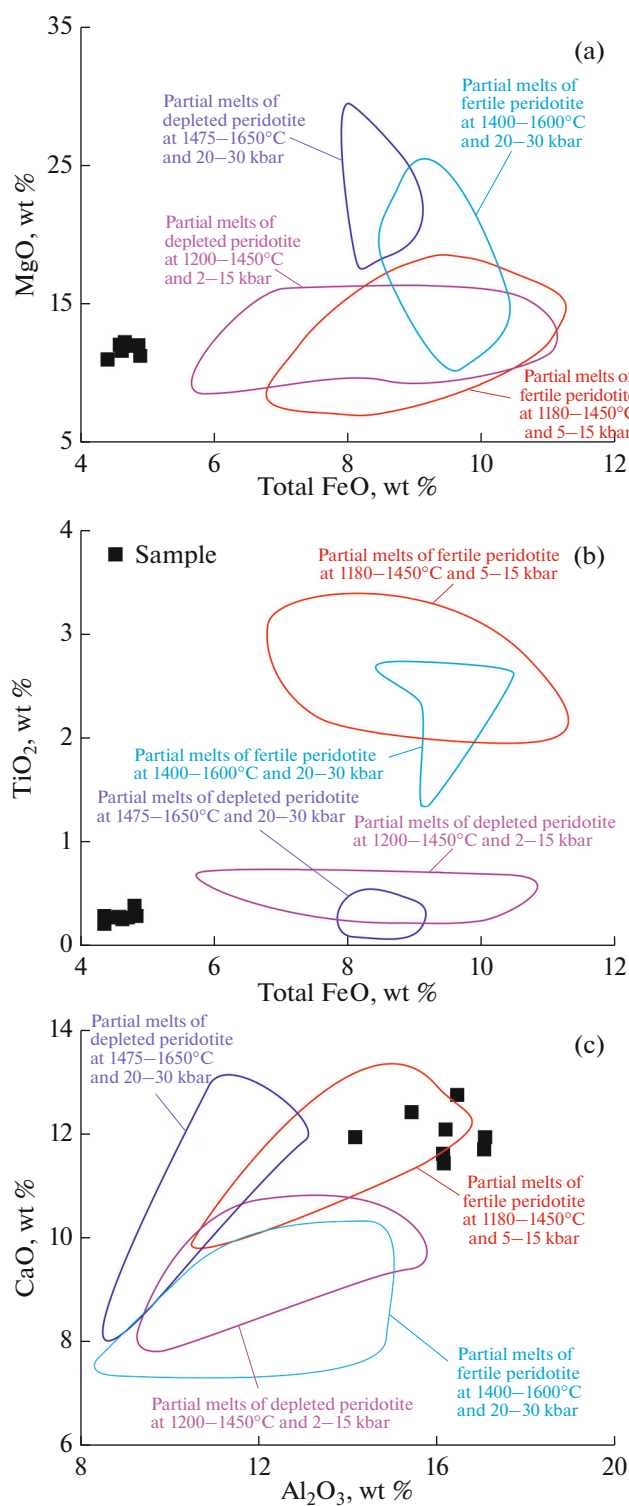 35
(a)
Partial melts of
depleted peridotite
at 1475–1650°C
and 20–30 kbar
Partial melts of
fertile peridotite
at 1400–1600°C
and 20–30 kbar
25
MgO, wt %
Partial melts of
depleted peridotite
at 1200–1450°C
and 2–15 kbar
15
Partial melts of
fertile peridotite
at 1180–1450°C
and 5–15 kbar
5
4 6 8 10 12
Total FeO, wt %
4
Sample
(b)
Partial melts of fertile peridotite
at 1180–1450°C and 5–15 kbar
3
TiO2, wt %
2
Partial melts of fertile peridotite
at 1400–1600°C and 20–30 kbar
Partial melts of depleted peridotite
at 1475–1650°C and 20–30 kbar
Partial melts of depleted peridotite
at 1200–1450°C and 2–15 kbar
1
0
4 6 8 10 12
Total FeO, wt %
14
Partial melts of
depleted peridotite
at 1475–1650°C
and 20–30 kbar
(c)
12
CaO, wt %
Partial melts of
fertile peridotite
at 1180–1450°C
and 5–15 kbar
10
8
Partial melts of
fertile peridotite
at 1400–1600°C
and 20–30 kbar
Partial melts of depleted peridotite
at 1200–1450°C and 2–15 kbar
6
8 12 16 20
Al2O3, wt %